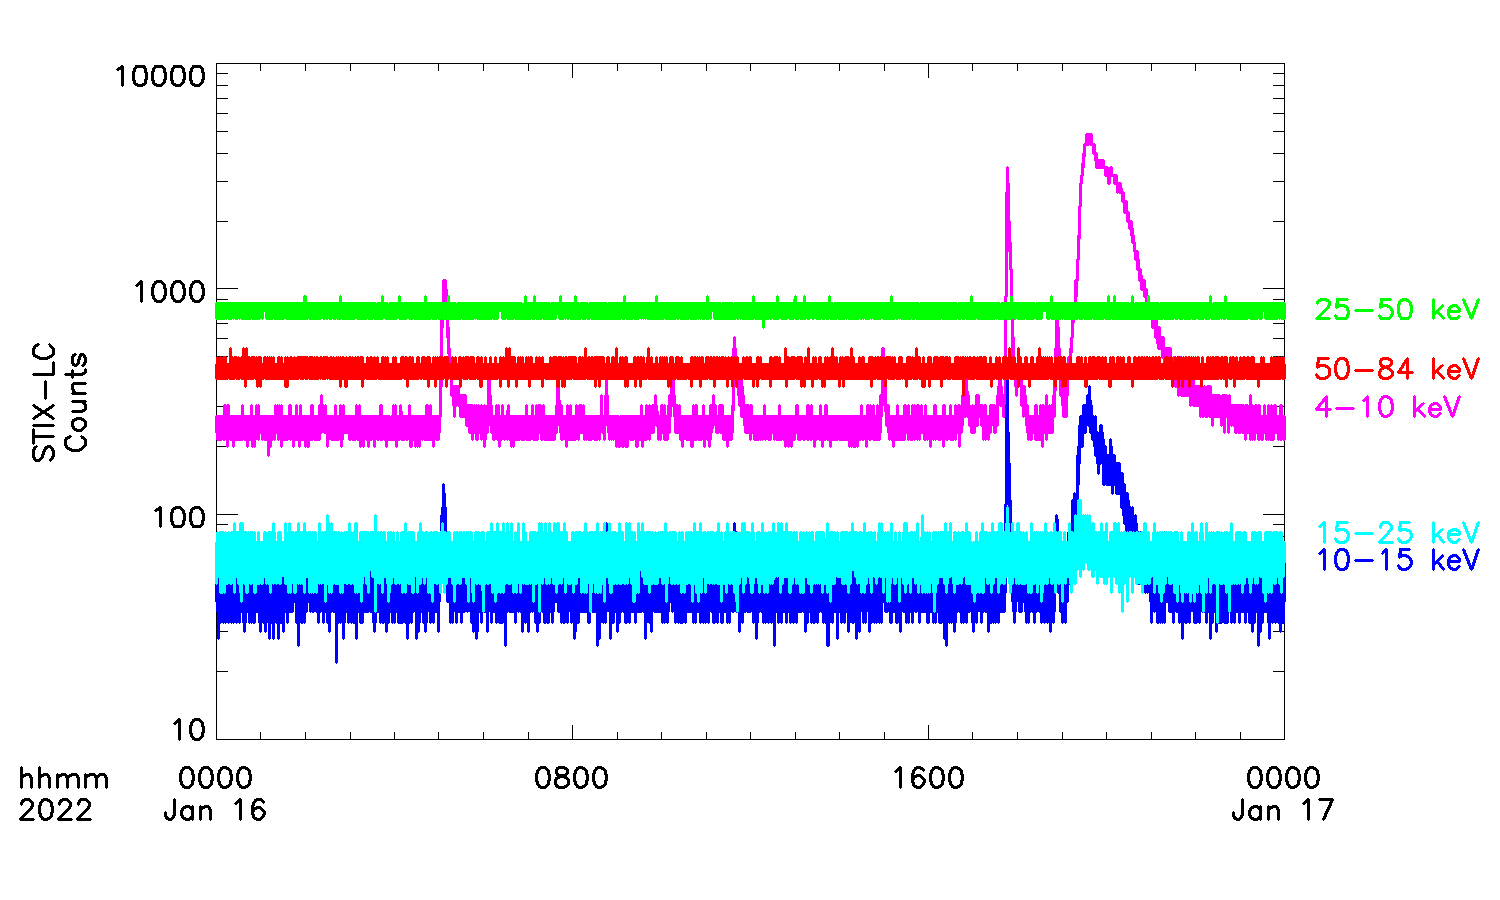 10000
1000
100
10
STIX-LC
Counts
25-50 keV
50-84 keV
4-10 keV
15-25 keV
10-15 keV
hhmm 0000 0800 1600 0000
2022 Jan 16 Jan 17